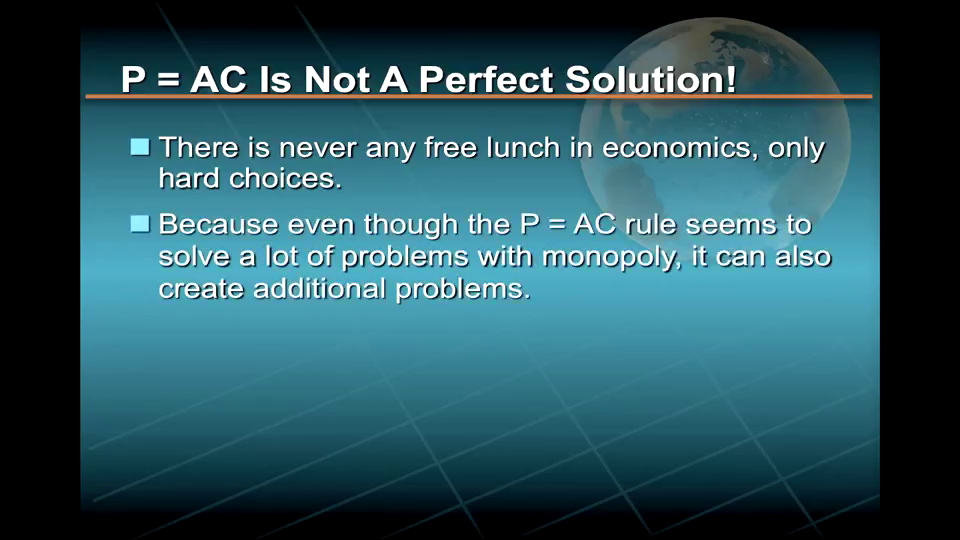 P = AC Is Not A Perfect Solution!
There is never any free lunch in economics, only
hard choices.
Because even though the P = AC rule seems to
solve a lot of problems with monopoly, it can also
create additional problems.